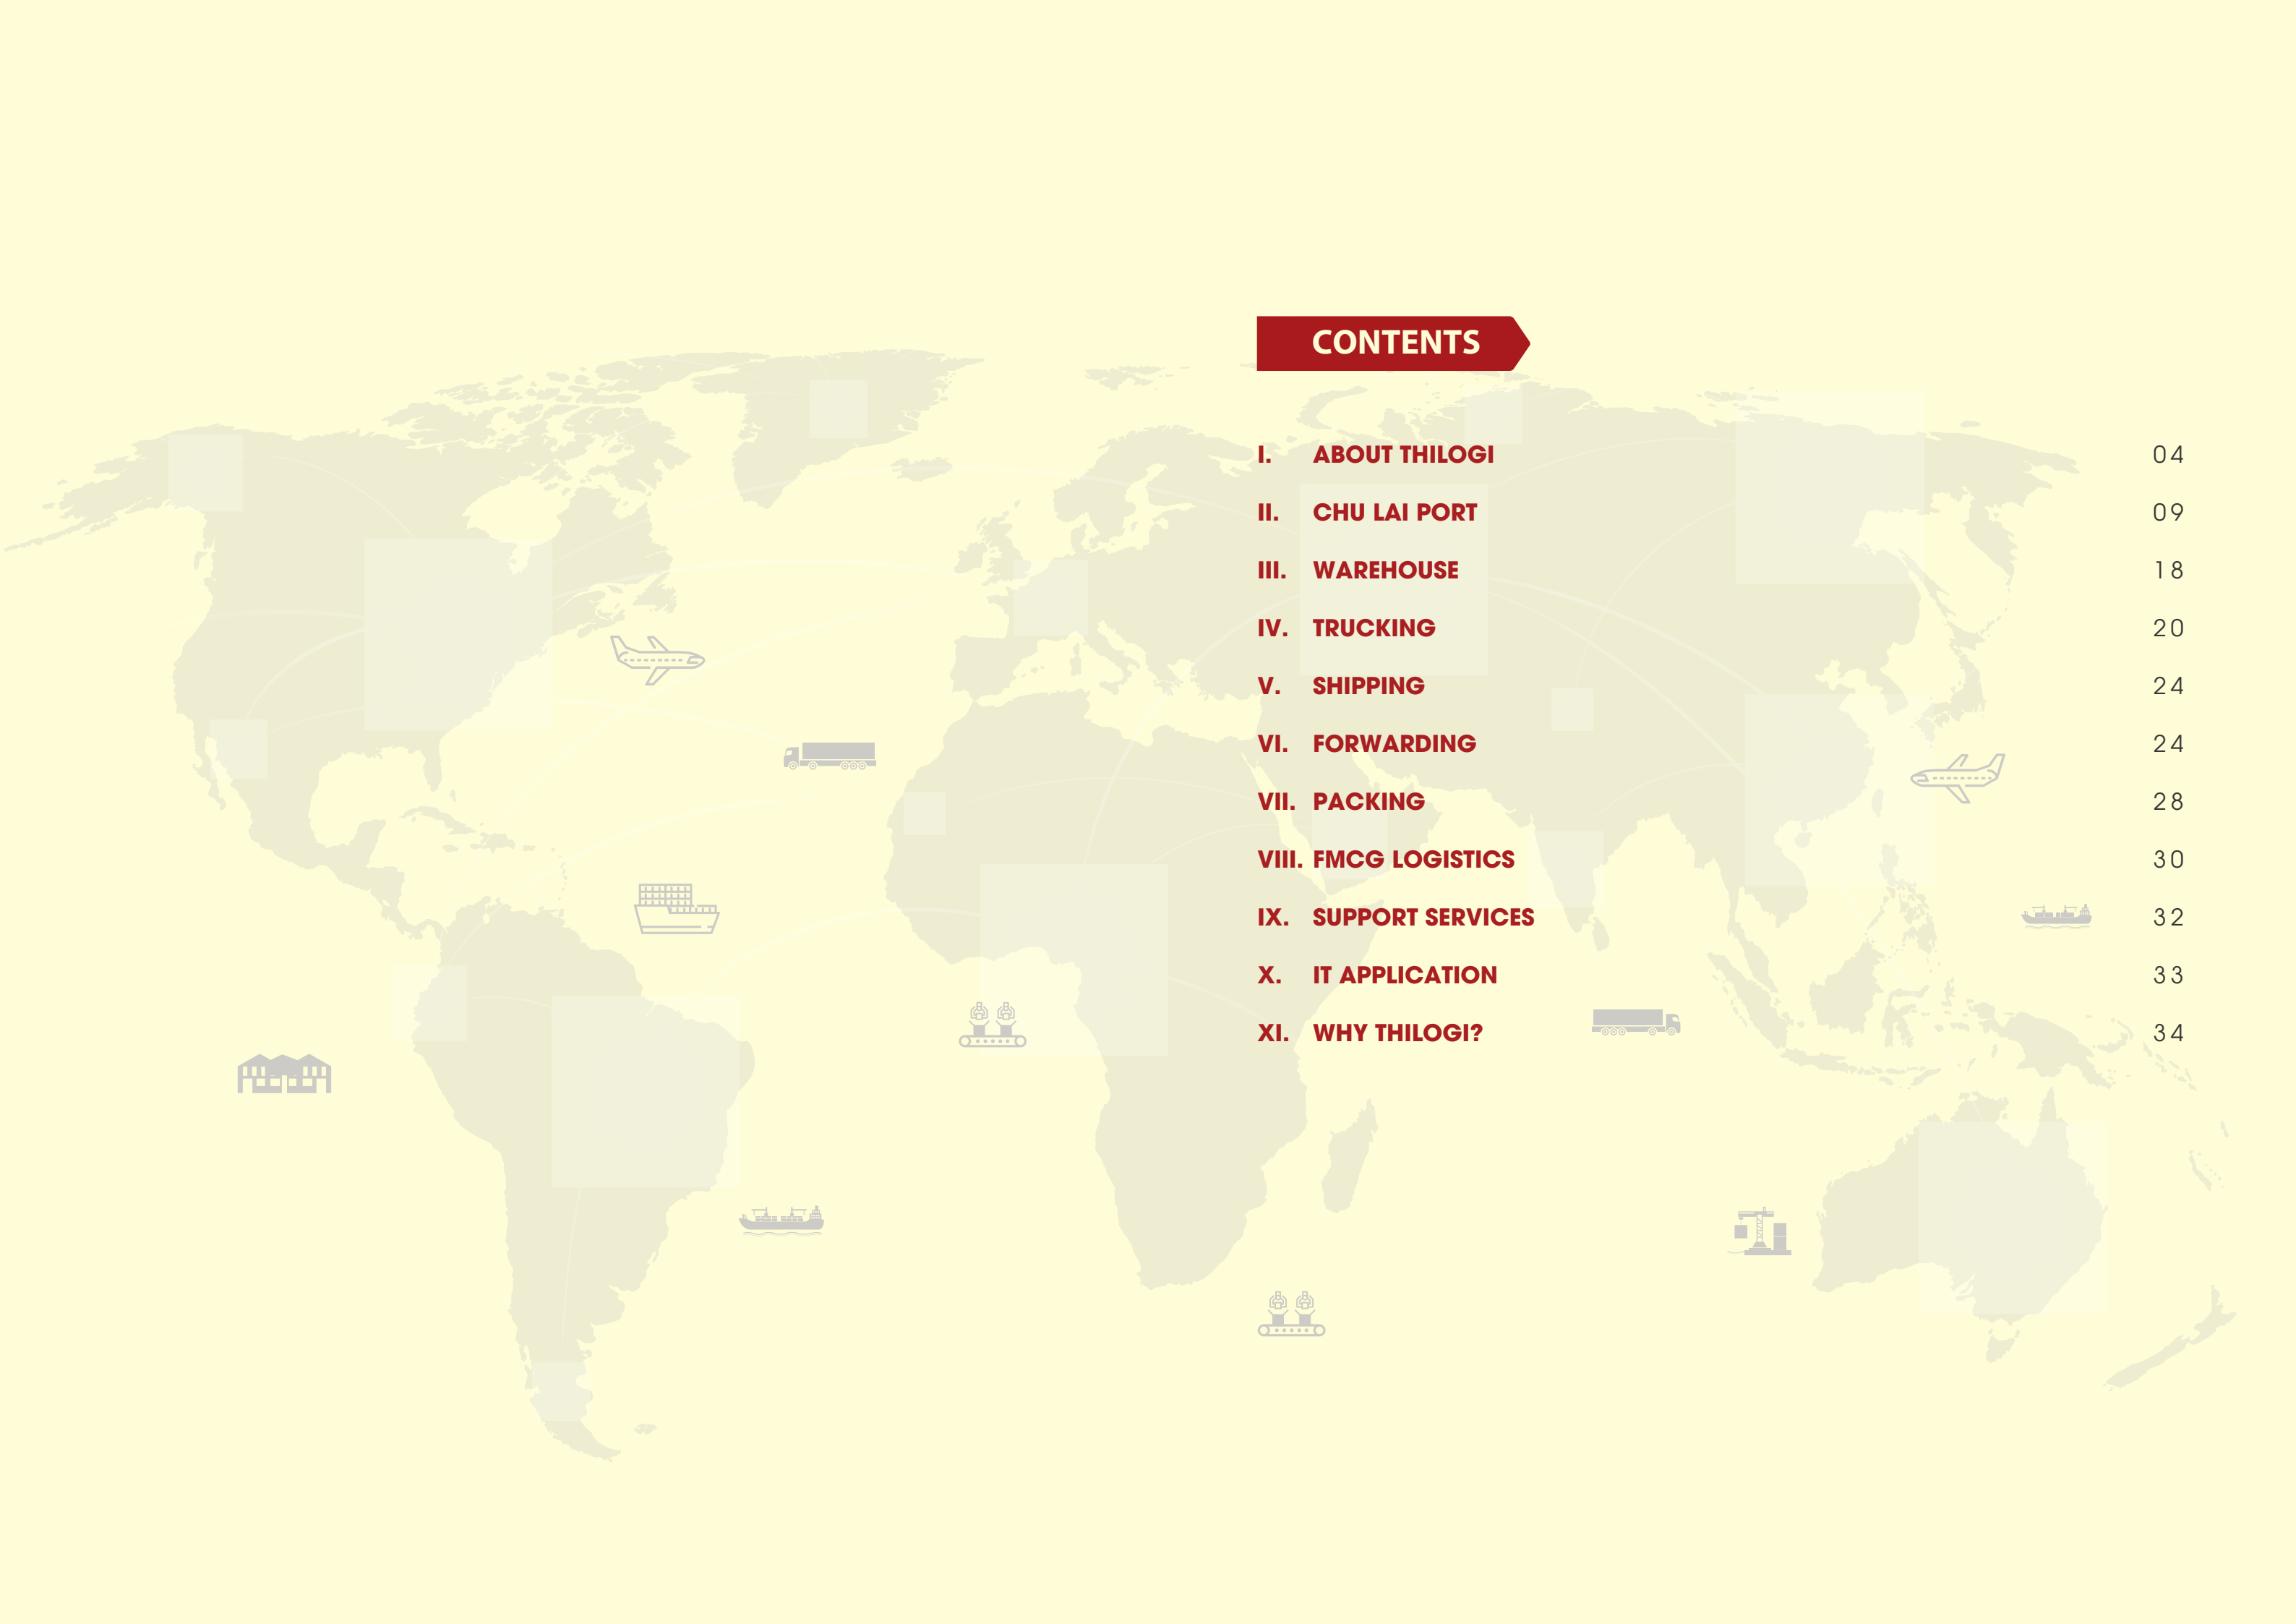 CONTENTS
I. ABOUT THILOGI 04
II. CHU LAI PORT 09
III. WAREHOUSE 18
IV. TRUCKING 20
V. SHIPPING 24
VI. FORWARDING 24
VII. PACKING 28
VIII. FMCG LOGISTICS 30
IX. SUPPORT SERVICES 32
X. IT APPLICATION 33
XI. WHY THILOGI? 34